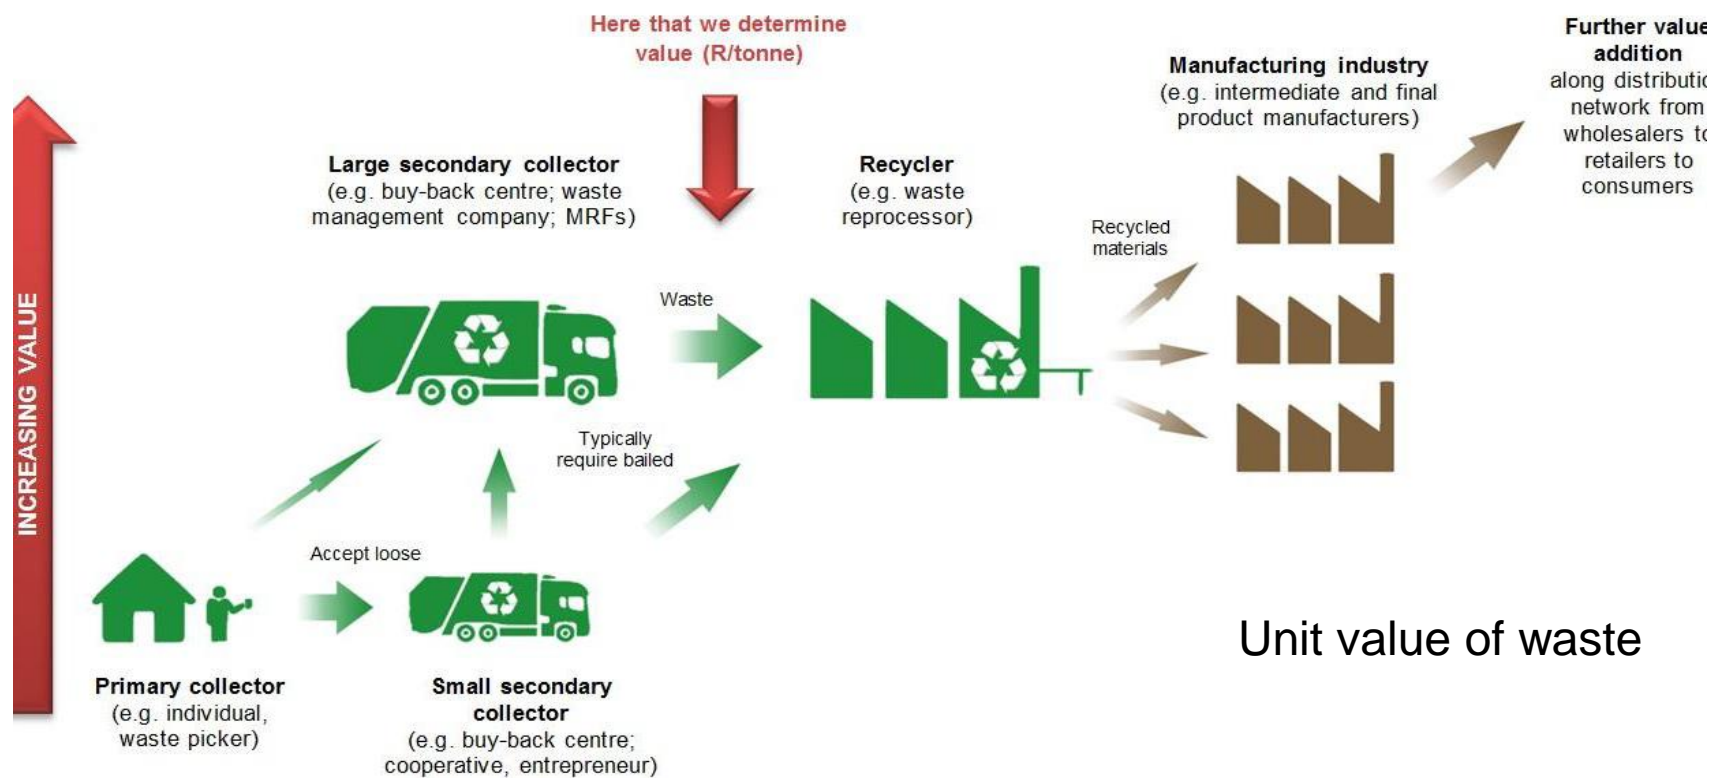 Here that we determine
value (R/tonne)
Further value
addition
along distributio
network from
wholesalers to
retailers to
consumers
Manufacturing industry
(e.g. intermediate and final
product manufacturers)
Large secondary collector
(e.g. buy-back centre; waste
management company; MRFs)
Recycler
(e.g. waste
reprocessor)
Recycled
materials
Waste
INCREASING VALUE
Typically
require bailed
Accept loose
Unit value of waste
Primary collector
(e.g. individual,
waste picker)
Small secondary
collector
(e.g. buy-back centre;
cooperative, entrepreneur)